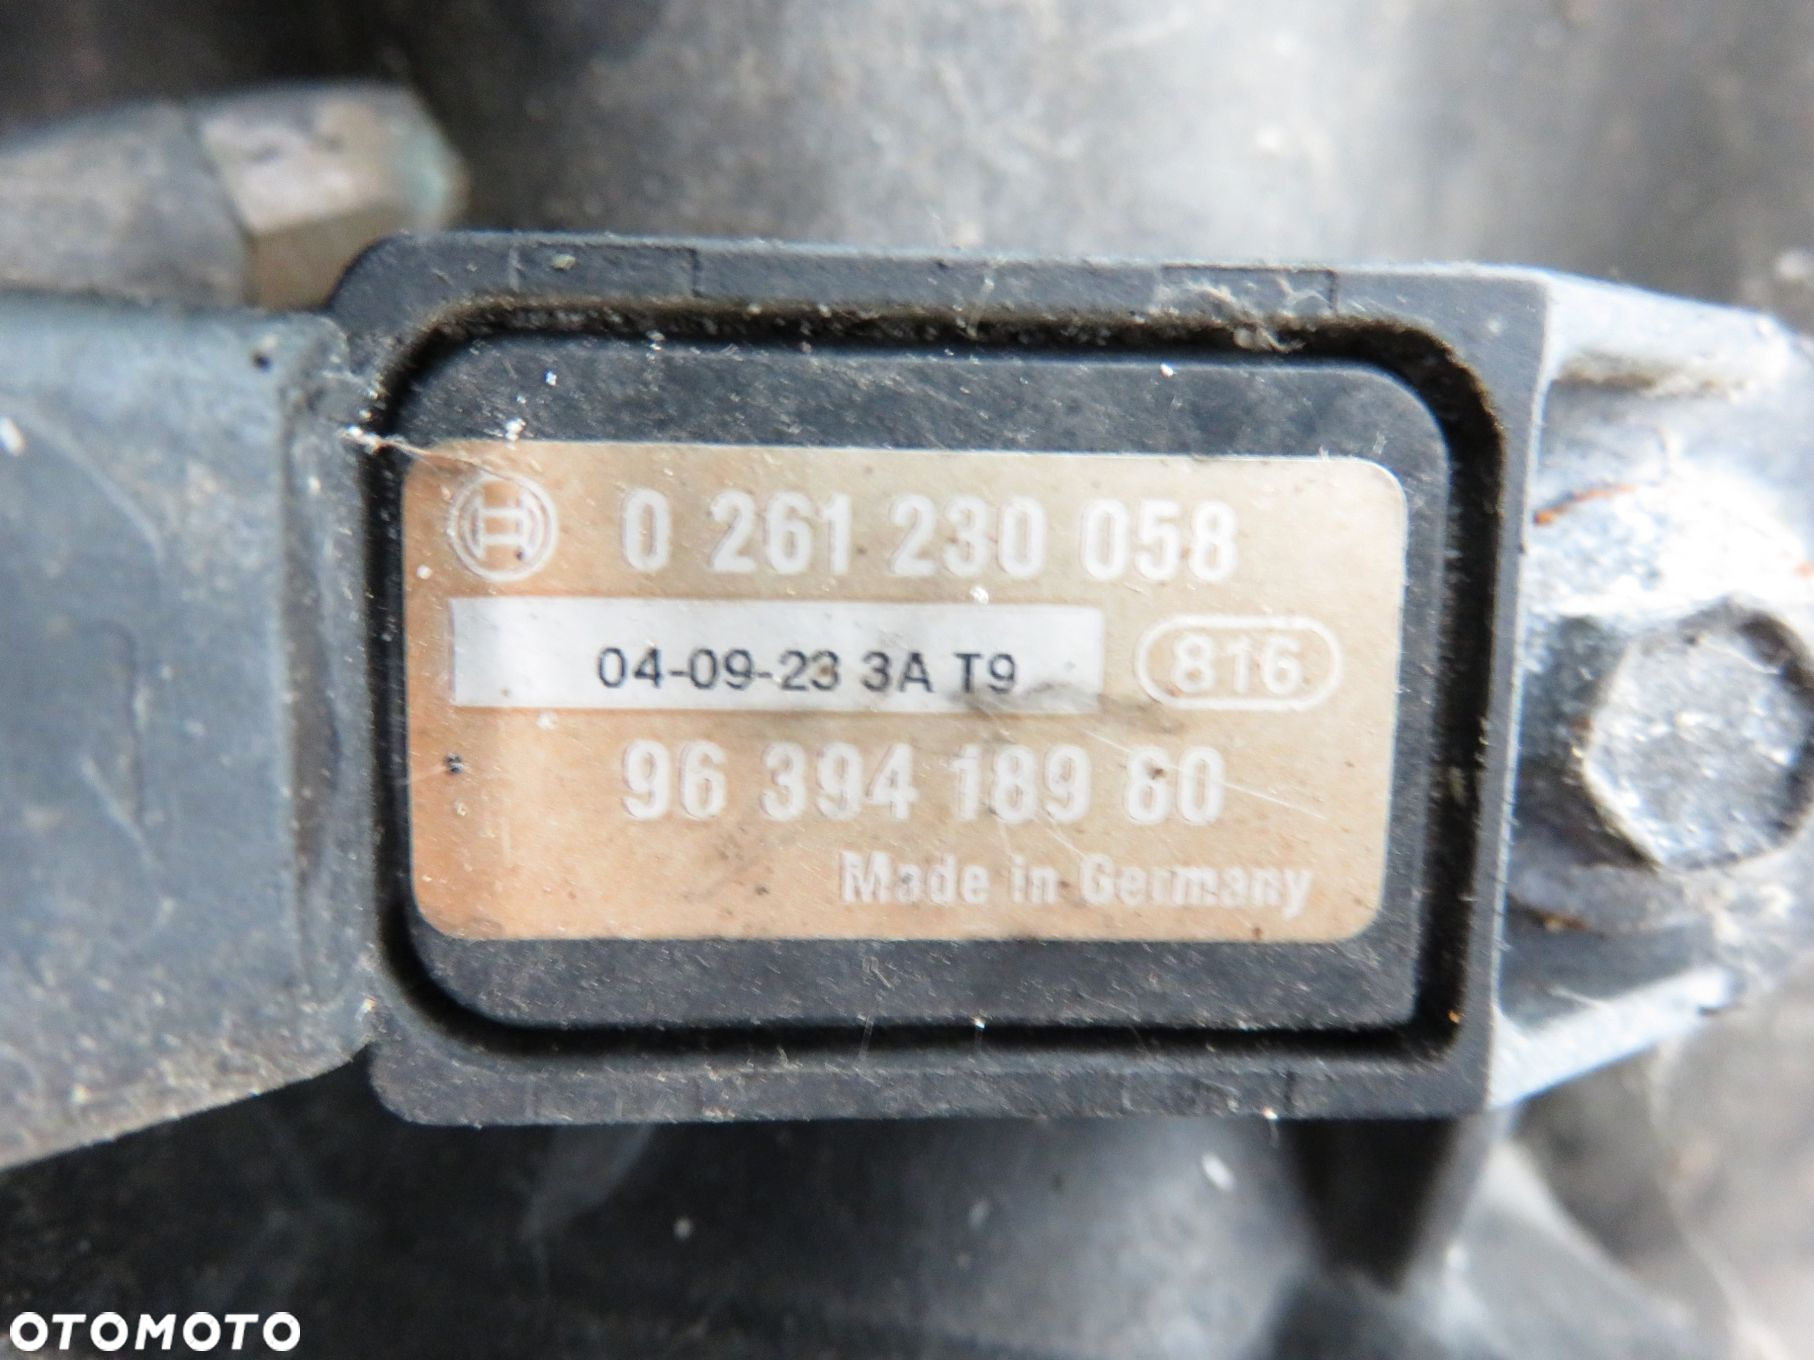 0 261 230 058
04-09-23 3A T9
816
96 394 189 80
Made in Germany
OTOMOTO